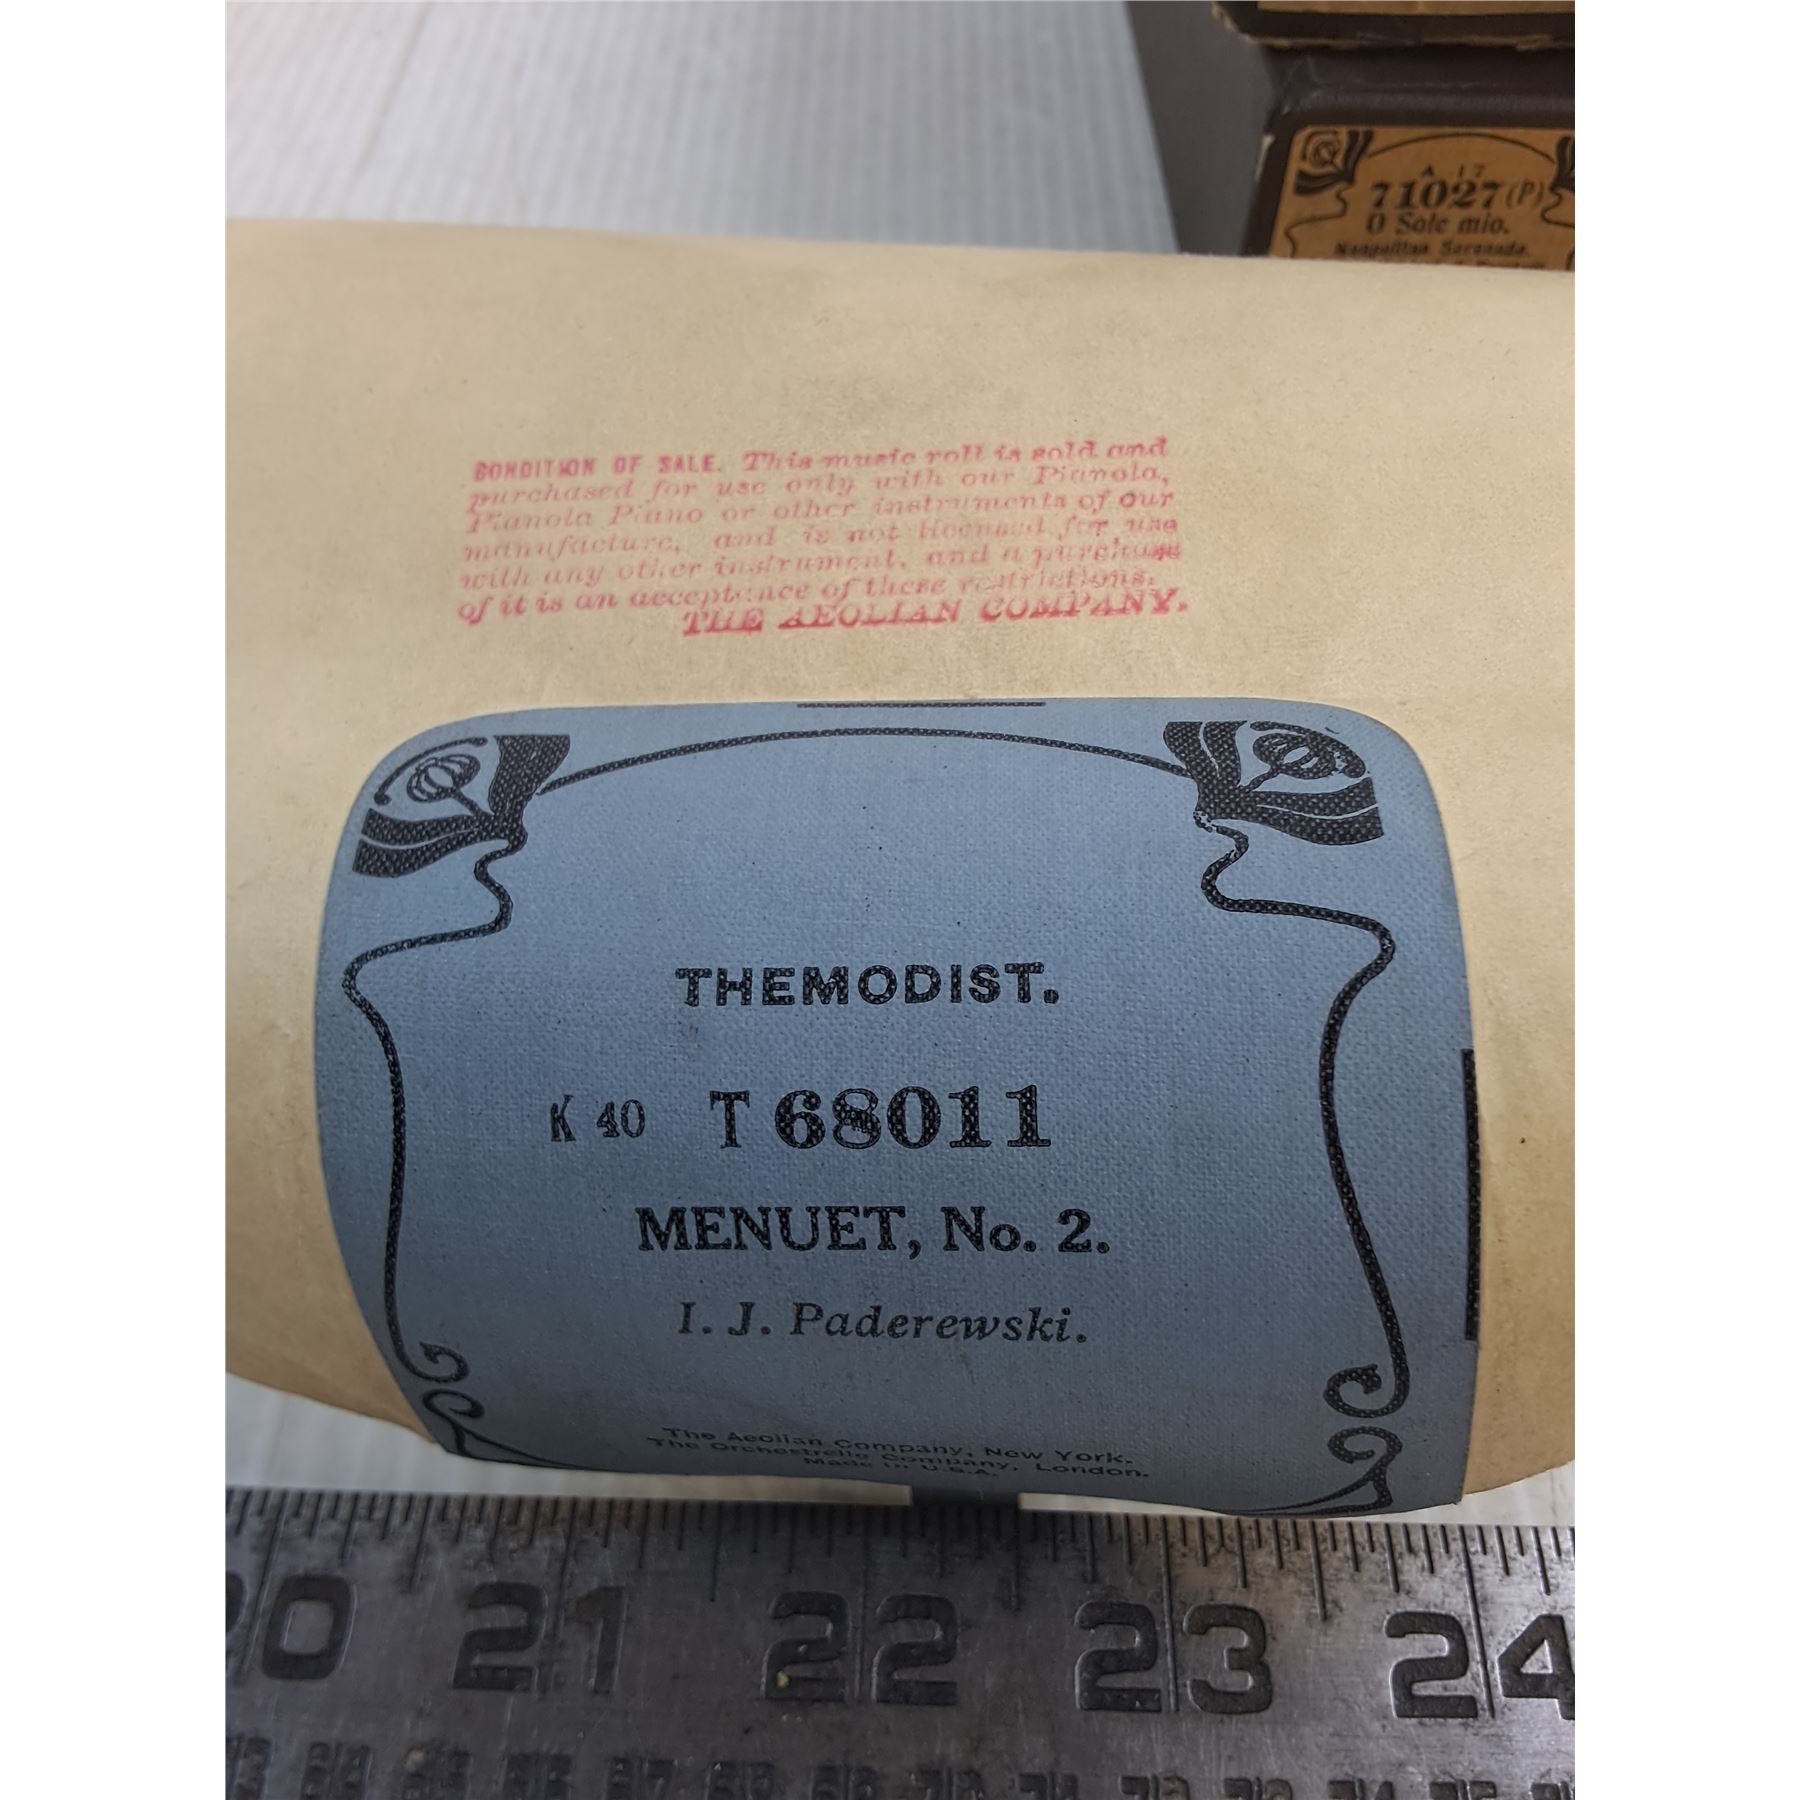 A 17
71027 (P)
O Sole mio.
Neapolitan Serenade.
CONDITION OF SALE. This music roll is sold and
purchased for use only with our Pianola,
Pianola Piano or other instruments of our
manufacture, and is not licensed for use
with any other instrument, and a purchase
of it is an acceptance of these restrictions.
THE AEOLIAN COMPANY.
THEMODIST.
K 40 T 68011
MENUET, No. 2.
I. J. Paderewski.
The Aeolian Company, New York.
The Orchestrelle Company, London.
Made in U.S.A.
20 21 22 23 24